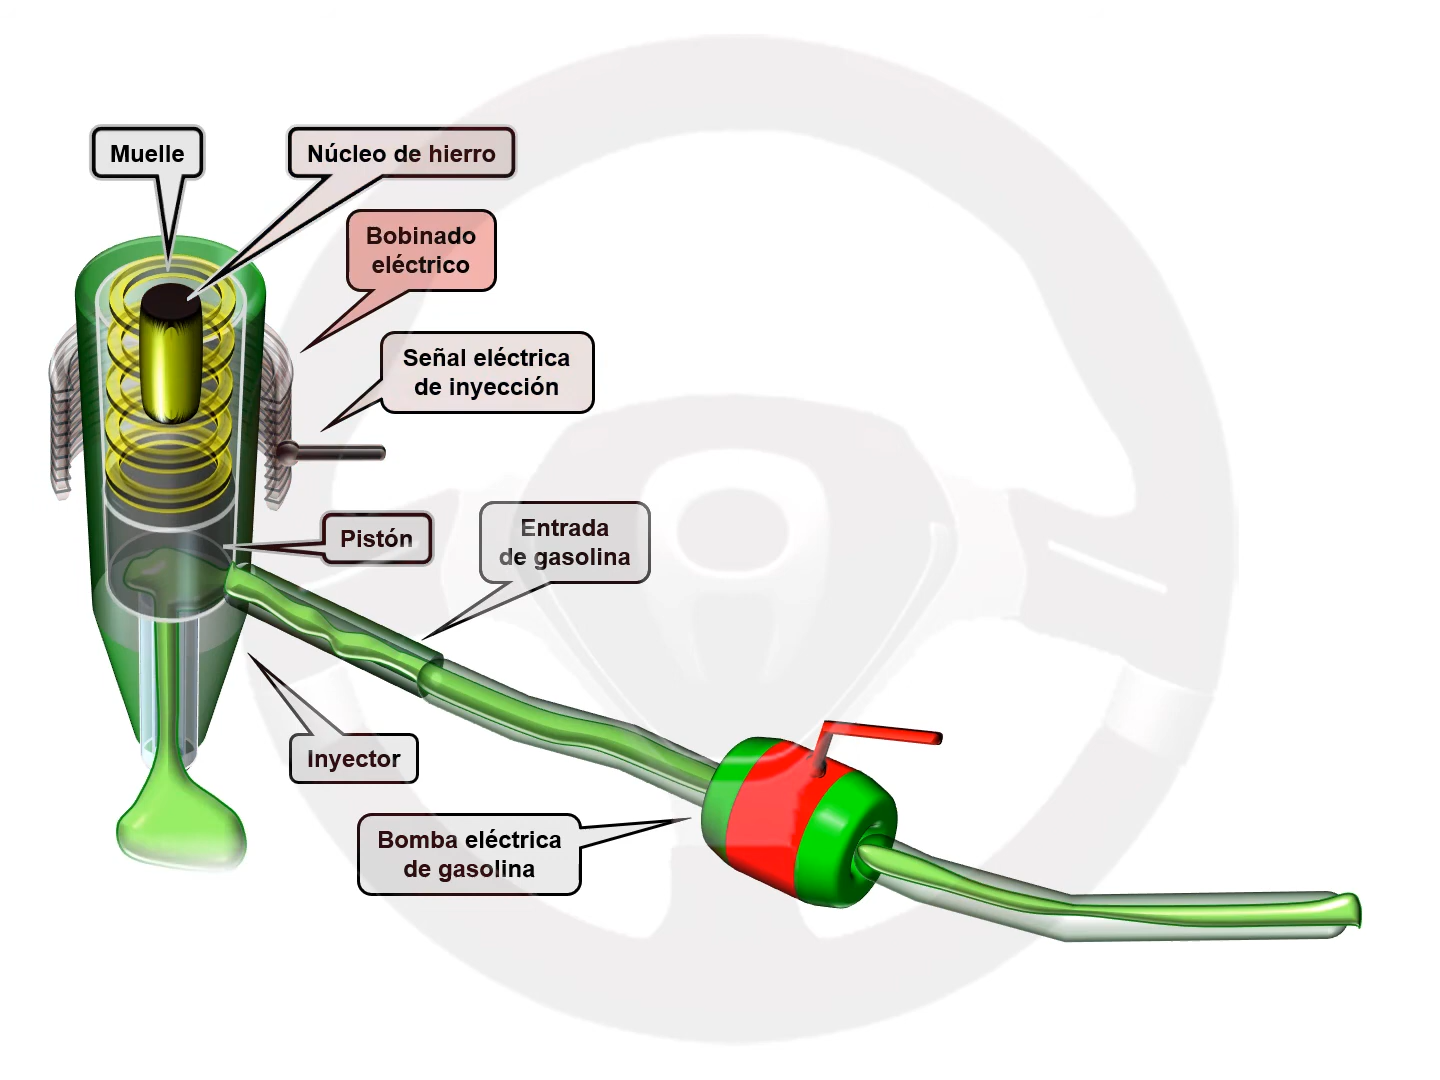 Muelle
Núcleo de hierro
Bobinado
eléctrico
Señal eléctrica
de inyección
Pistón
Entrada
de gasolina
Inyector
Bomba eléctrica
de gasolina